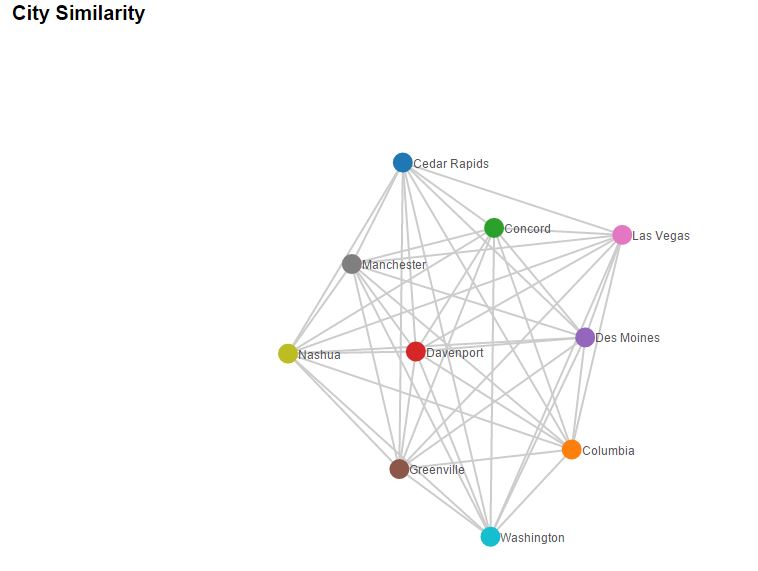 City Similarity
Cedar Rapids
Concord
Las Vegas
Manchester
Des Moines
Nashua
Davenport
Columbia
Greenville
Washington